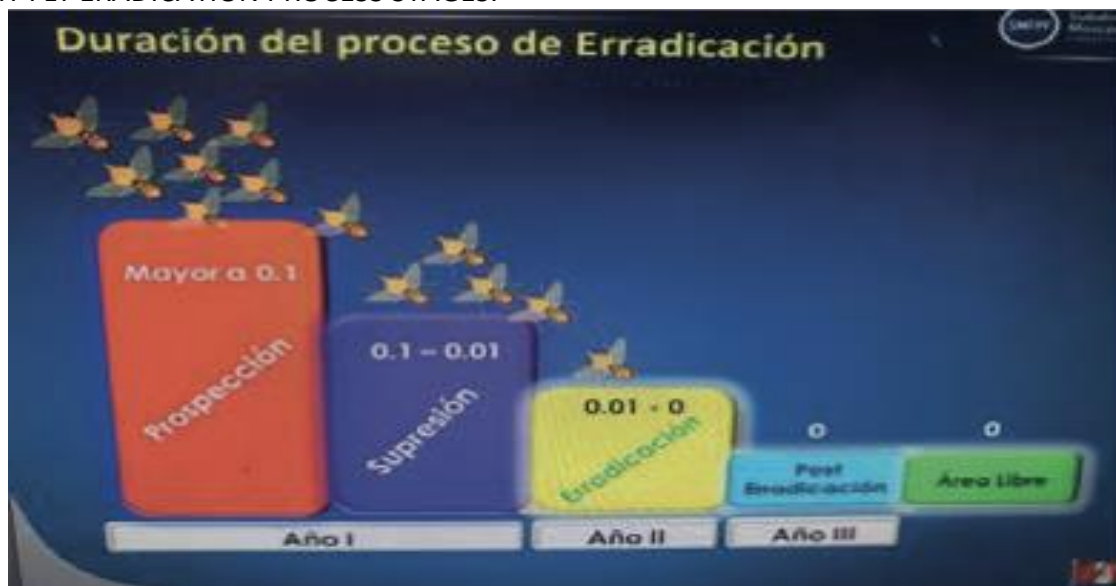 Duración del proceso de Erradicación
Mayor a 0.1
Prospección
0.1 – 0.01
Supresión
0.01 - 0
Erradicación
0
Post
Erradicación
0
Área Libre
Año I
Año II
Año III